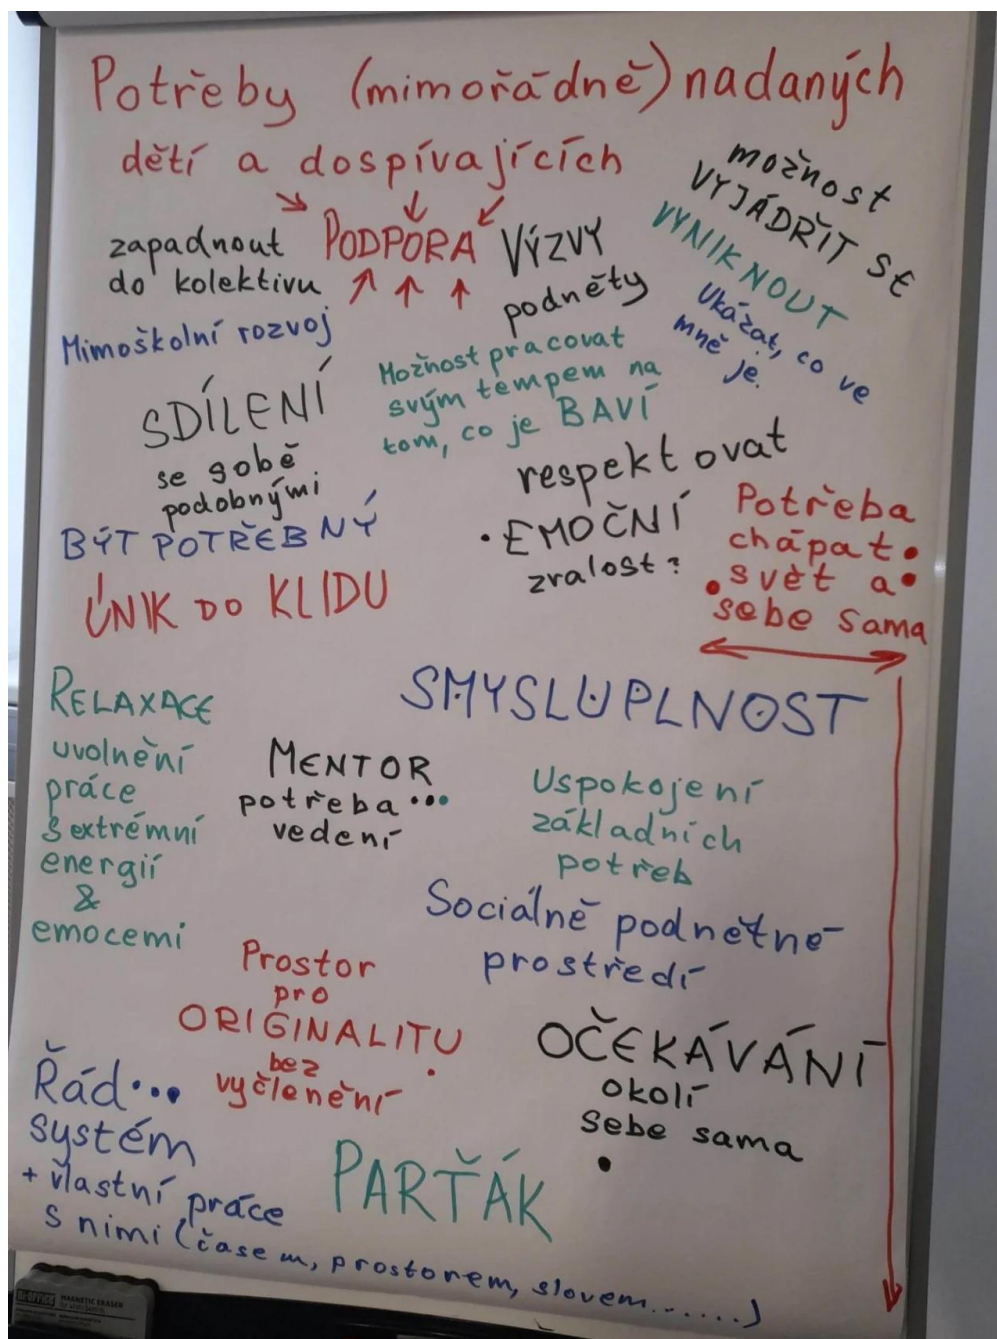 Potřeby (mimořádně) nadaných
dětí a dospívajících
zapadnout
do kolektivu
PODPORA
VÝZVY
podněty
možnost
VYJÁDŘIT SE
VYNIKNOUT
Ukázat, co ve
mně je.
Mimoškolní rozvoj
Možnost pracovat
svým tempem na
tom, co je BAVÍ
SDÍLENÍ
se sobě
podobnými
BÝT POTŘEBNÝ
respektovat
• EMOČNÍ
zralost?
Potřeba
chápat •
• svět a •
sebe sama
ÚNIK DO KLIDU
SMYSLUPLNOST
RELAXACE
uvolnění
práce
s extrémní
energií
&
emocemi
MENTOR
potřeba •••
vedení
Uspokojení
základních
potřeb
Sociálně podnětné
prostředí
Prostor
pro
ORIGINALITU
bez
vyčlenění
OČEKÁVÁNÍ
okolí
sebe sama
•
Řád •••
systém
+ vlastní práce
s nimi (časem, prostorem, slovem......)
PARŤÁK
BI-OFFICE
MAGNETIC ERASER